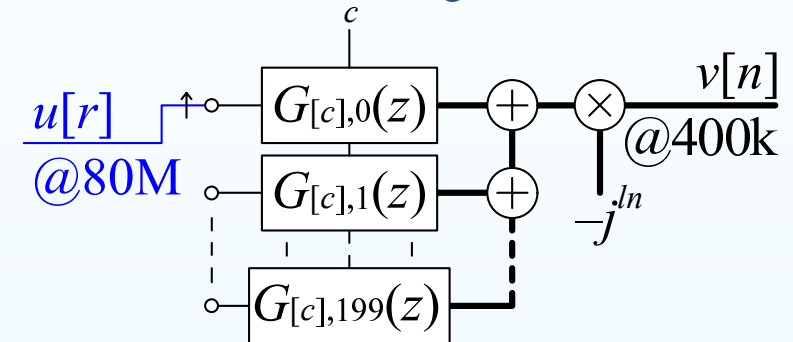 c
u[r]
@80M
G[c],0(z)
G[c],1(z)
G[c],199(z)
+
+
×
v[n]
@400k
–j^ln